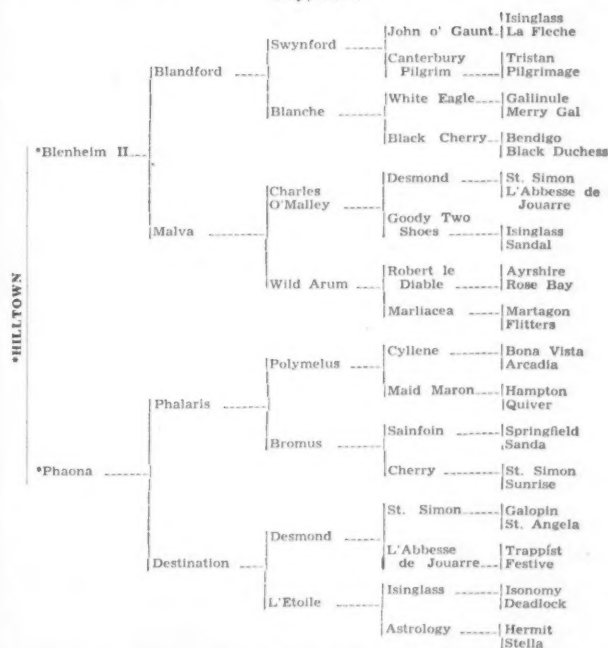 Isinglass
John o' Gaunt La Fleche
Swynford
Canterbury Tristan
Blandford Pilgrim Pilgrimage
White Eagle Gallinule
Blanche Merry Gal
Black Cherry Bendigo
*Blenheim II Black Duchess
Desmond St. Simon
Charles L'Abbesse de
O'Malley Jouarre
Goody Two
Malva Shoes Isinglass
Sandal
Robert le Ayrshire
Wild Arum Diable Rose Bay
Marliacea Martagon
Flitters
*HILLTOWN
Cyllene Bona Vista
Polymelus Arcadia
Maid Maron Hampton
Phalaris Quiver
Sainfoin Springfield
Bromus Sanda
*Phaona Cherry St. Simon
Sunrise
St. Simon Galopin
St. Angela
Desmond
L'Abbesse Trappist
Destination de Jouarre Festive
Isinglass Isonomy
L'Etoile Deadlock
Astrology Hermit
Stella